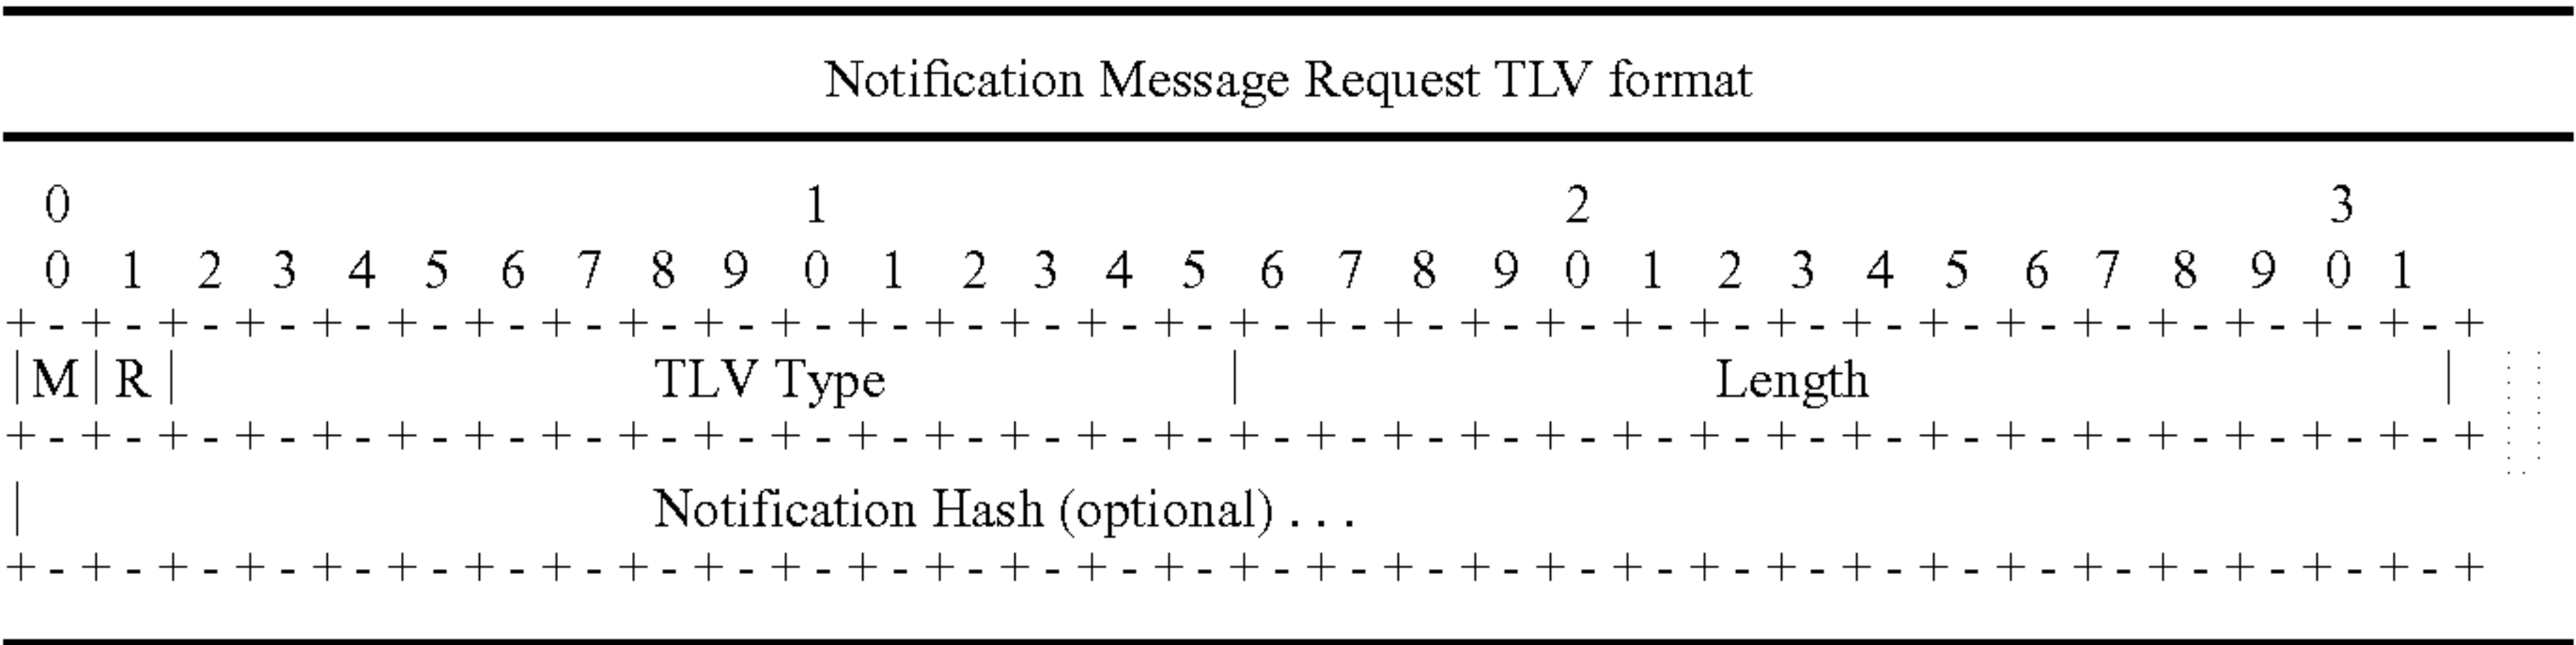 Notification Message Request TLV format
0 1 2 3
0 1 2 3 4 5 6 7 8 9 0 1 2 3 4 5 6 7 8 9 0 1 2 3 4 5 6 7 8 9 0 1
+-+-+-+-+-+-+-+-+-+-+-+-+-+-+-+-+-+-+-+-+-+-+-+-+-+-+-+-+-+-+-+-+
|M|R| TLV Type | Length |
+-+-+-+-+-+-+-+-+-+-+-+-+-+-+-+-+-+-+-+-+-+-+-+-+-+-+-+-+-+-+-+-+
| Notification Hash (optional) . . .
+-+-+-+-+-+-+-+-+-+-+-+-+-+-+-+-+-+-+-+-+-+-+-+-+-+-+-+-+-+-+-+-+